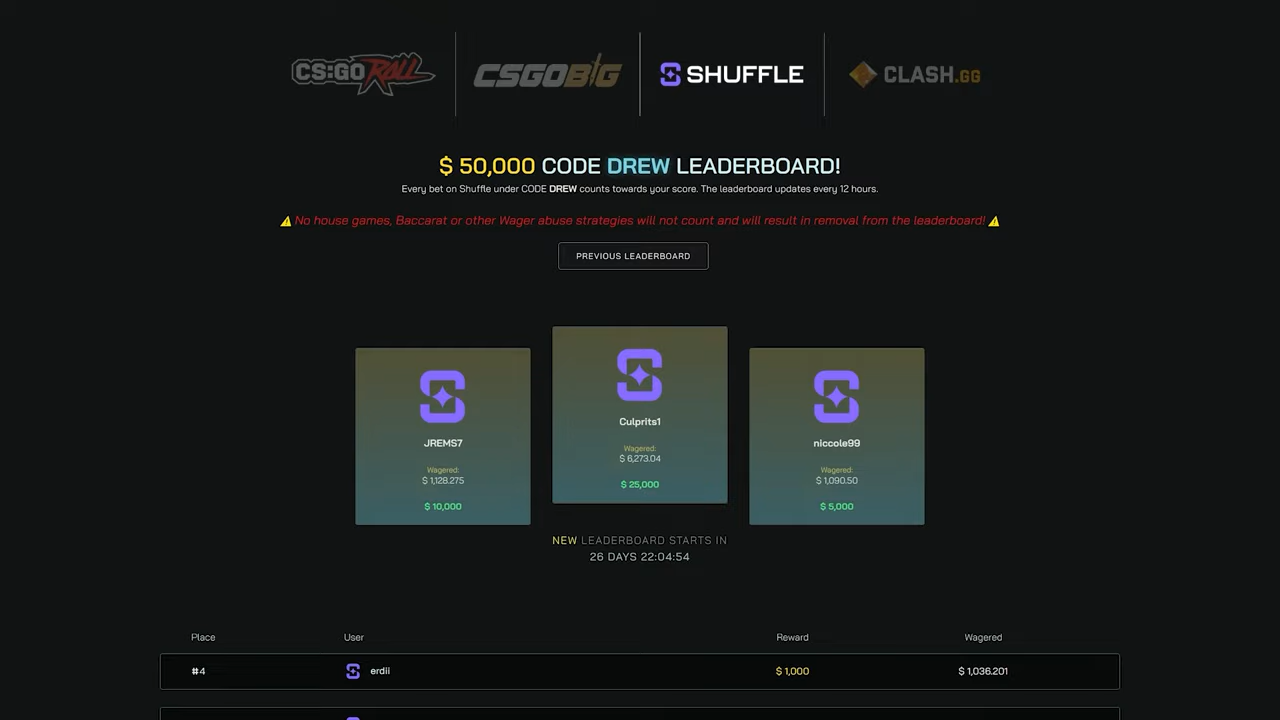 CS:GO ROLL
CSGOBIG
SHUFFLE
CLASH.GG
$ 50,000 CODE DREW LEADERBOARD!
Every bet on Shuffle under CODE DREW counts towards your score. The leaderboard updates every 12 hours.
No house games, Baccarat or other Wager abuse strategies will not count and will result in removal from the leaderboard!
PREVIOUS LEADERBOARD
JREMS7
Wagered:
$ 1,128.275
$ 10,000
Culprits1
Wagered:
$ 6,273.04
$ 25,000
niccole99
Wagered:
$ 1,090.50
$ 5,000
NEW LEADERBOARD STARTS IN
26 DAYS 22:04:54
Place User Reward Wagered
#4 erdii $ 1,000 $ 1,036.201